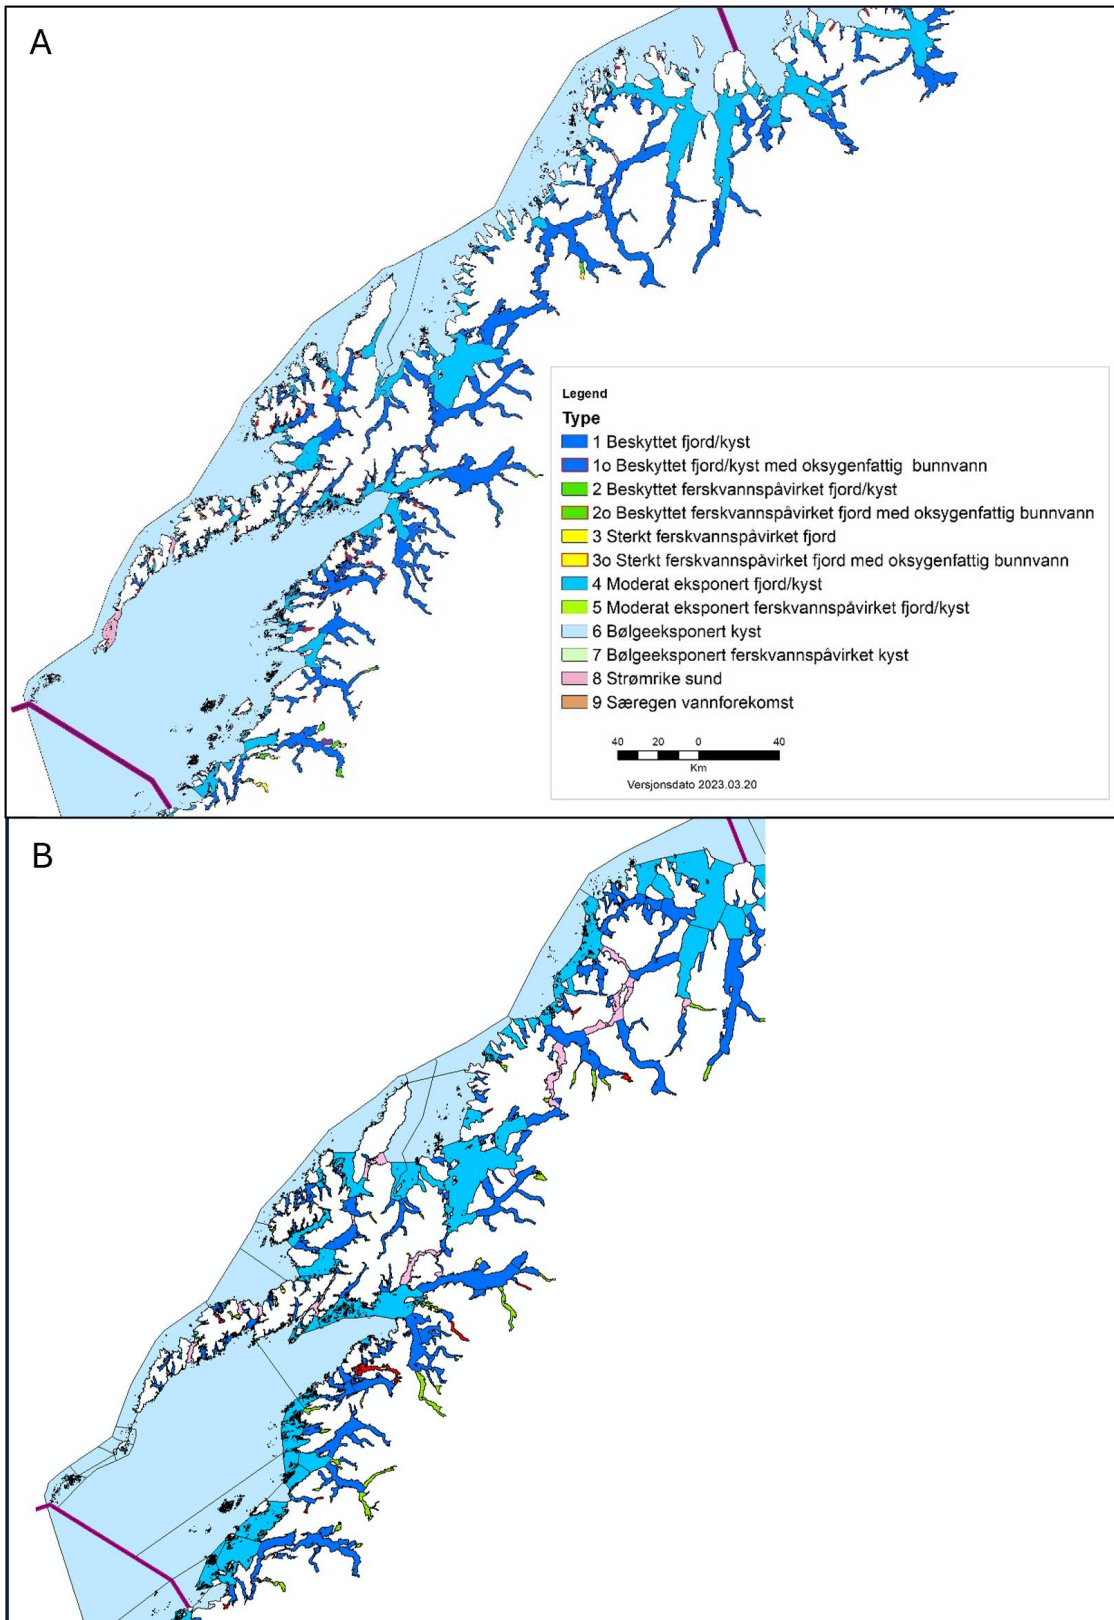 A
Legend
Type
1 Beskyttet fjord/kyst
1o Beskyttet fjord/kyst med oksygenfattig  bunnvann
2 Beskyttet ferskvannspåvirket fjord/kyst
2o Beskyttet ferskvannspåvirket fjord med oksygenfattig bunnvann
3 Sterkt ferskvannspåvirket fjord
3o Sterkt ferskvannspåvirket fjord med oksygenfattig bunnvann
4 Moderat eksponert fjord/kyst
5 Moderat eksponert ferskvannspåvirket fjord/kyst
6 Bølgeeksponert kyst
7 Bølgeeksponert ferskvannspåvirket kyst
8 Strømrike sund
9 Særegen vannforekomst
40 20 0 40
Km
Versjonsdato 2023.03.20
B